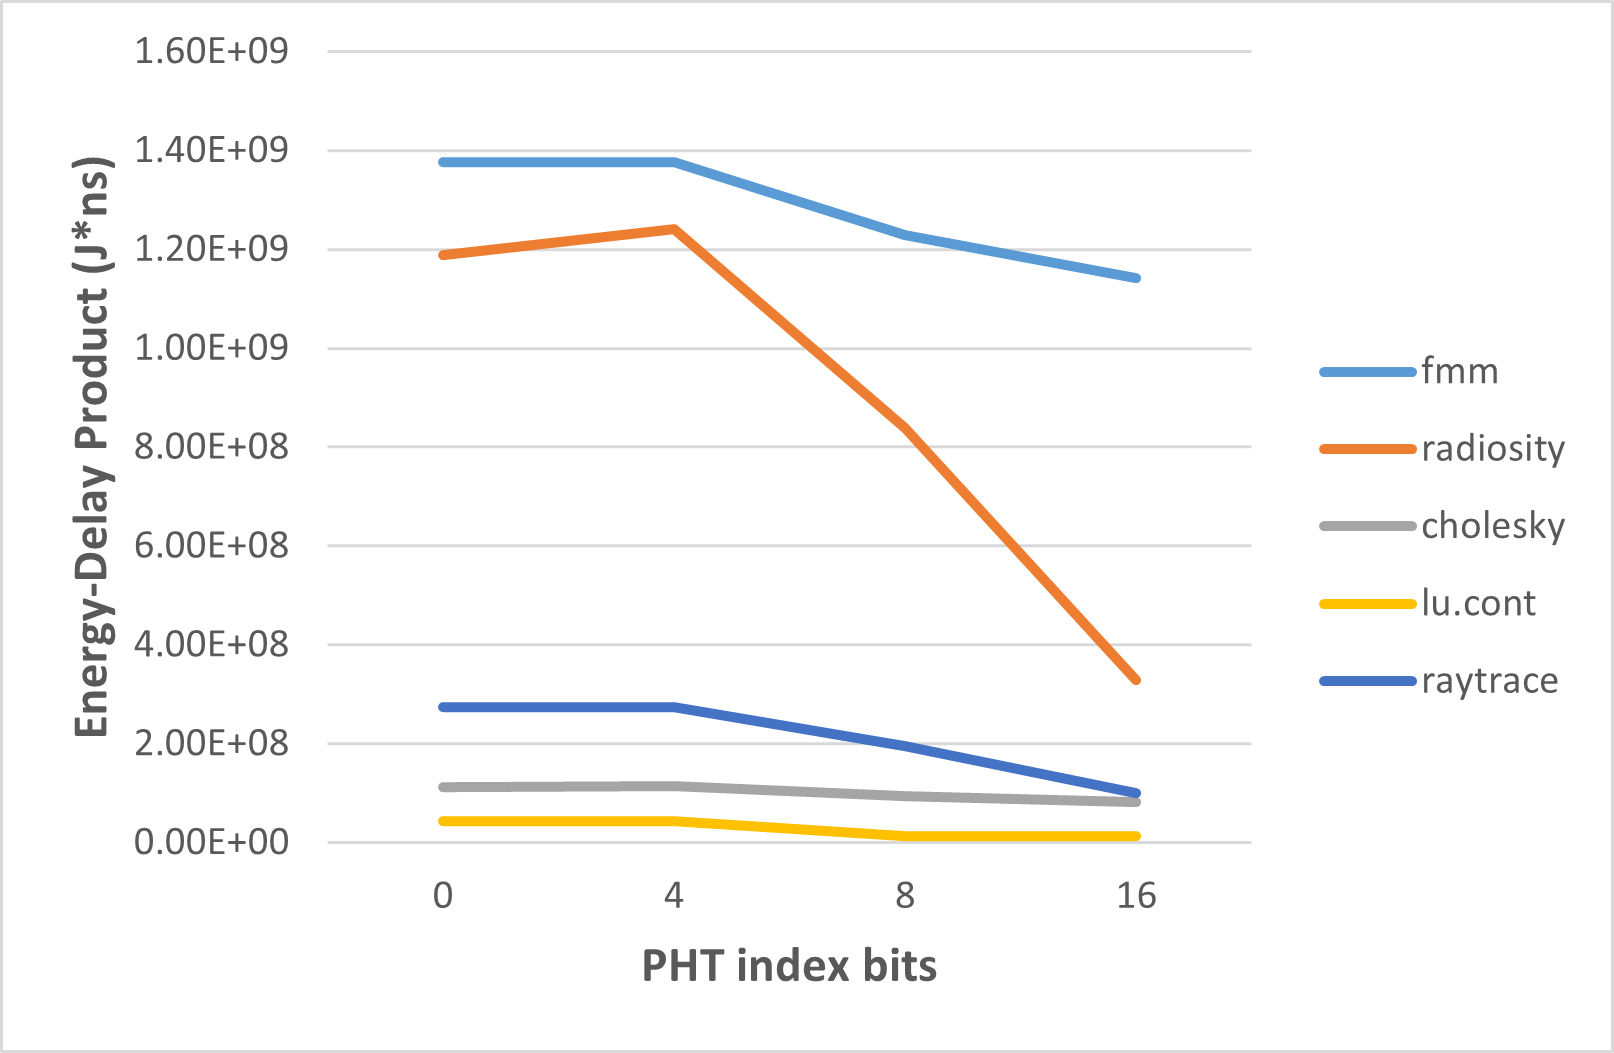 1.60E+09
1.40E+09
1.20E+09
1.00E+09
8.00E+08
6.00E+08
4.00E+08
2.00E+08
0.00E+00
Energy-Delay Product (J*ns)
0 4 8 16
PHT index bits
fmm
radiosity
cholesky
lu.cont
raytrace